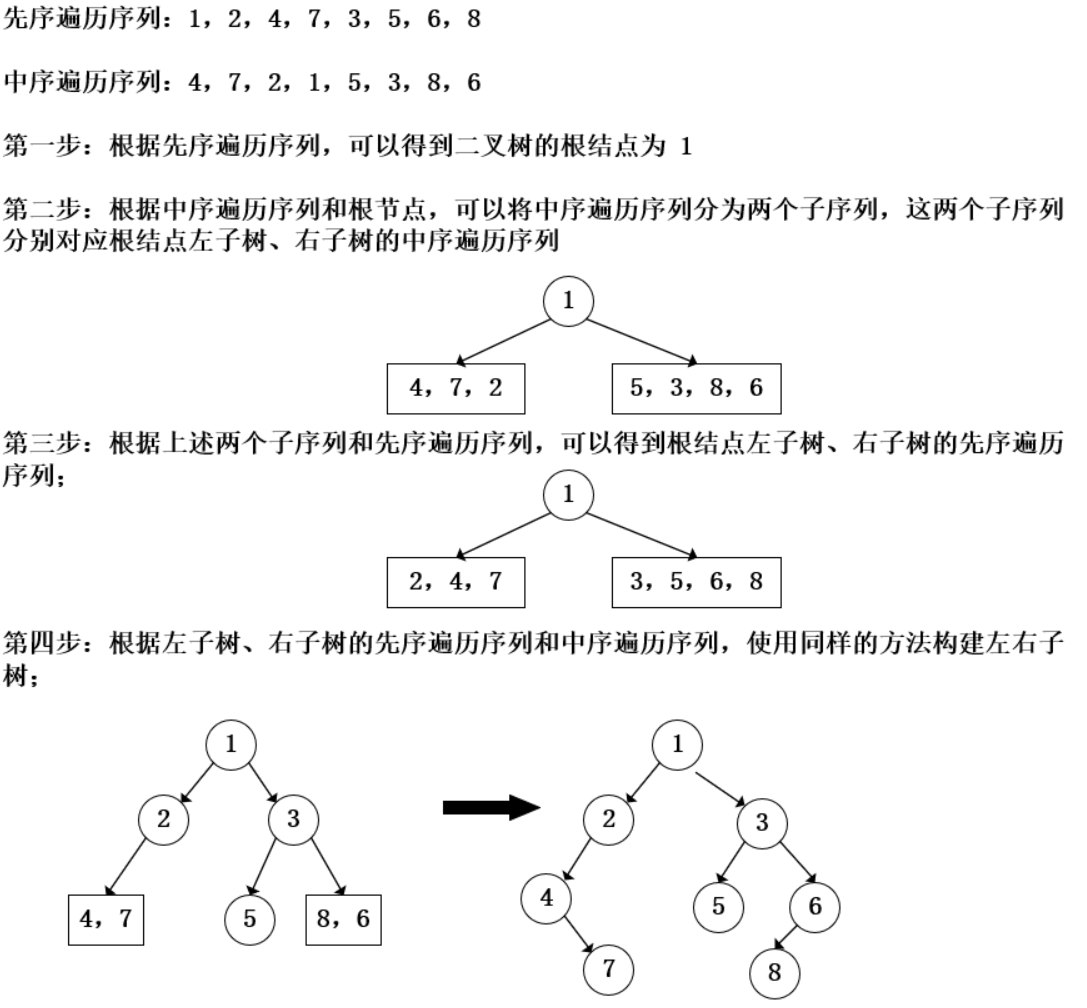 先序遍历序列：1，2，4，7，3，5，6，8
中序遍历序列：4，7，2，1，5，3，8，6
第一步：根据先序遍历序列，可以得到二叉树的根结点为 1
第二步：根据中序遍历序列和根节点，可以将中序遍历序列分为两个子序列，这两个子序列
分别对应根结点左子树、右子树的中序遍历序列
1
4，7，2
5，3，8，6
第三步：根据上述两个子序列和先序遍历序列，可以得到根结点左子树、右子树的先序遍历
序列；
1
2，4，7
3，5，6，8
第四步：根据左子树、右子树的先序遍历序列和中序遍历序列，使用同样的方法构建左右子
树；
1
2
3
4，7
5
8，6
1
2
3
4
5
6
7
8